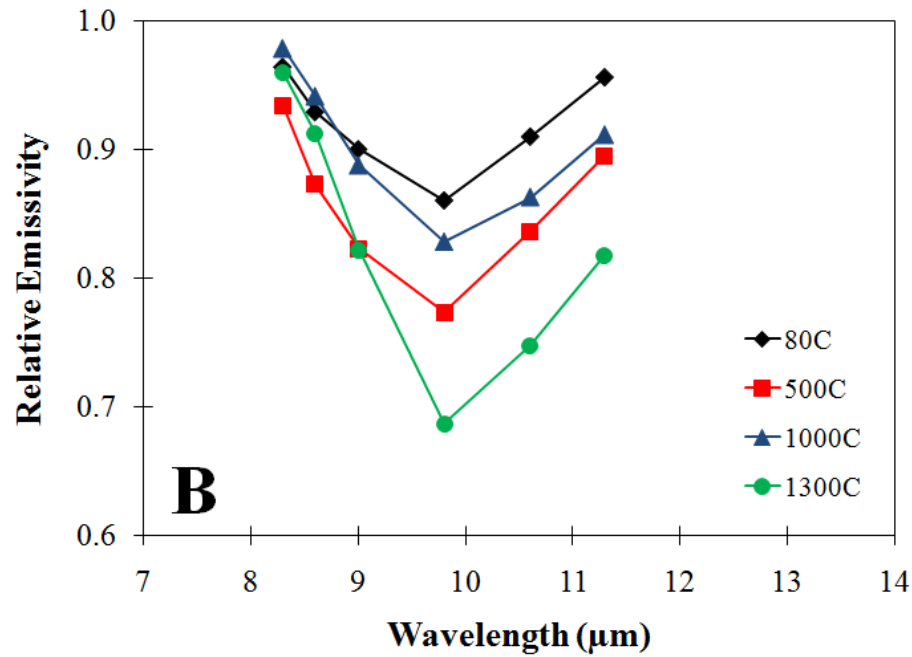 1.0
0.9
0.8
0.7
0.6
Relative Emissivity
80C
500C
1000C
1300C
B
7 8 9 10 11 12 13 14
Wavelength (µm)